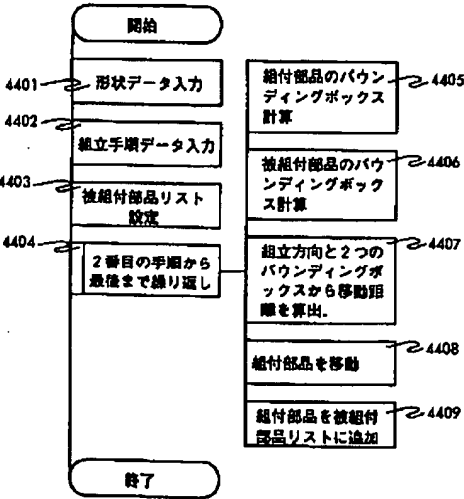 開始
4401
形状データ入力
4402
組立手順データ入力
4403
被組付部品リスト
設定
4404
2番目の手順から
最後まで繰り返し
組付部品のバウン
ディングボックス
計算
4405
被組付部品のバウ
ンディングボック
ス計算
4406
組立方向と2つの
バウンディングボ
ックスから移動距
離を算出.
4407
組付部品を移動
4408
組付部品を被組付
部品リストに追加
4409
終了